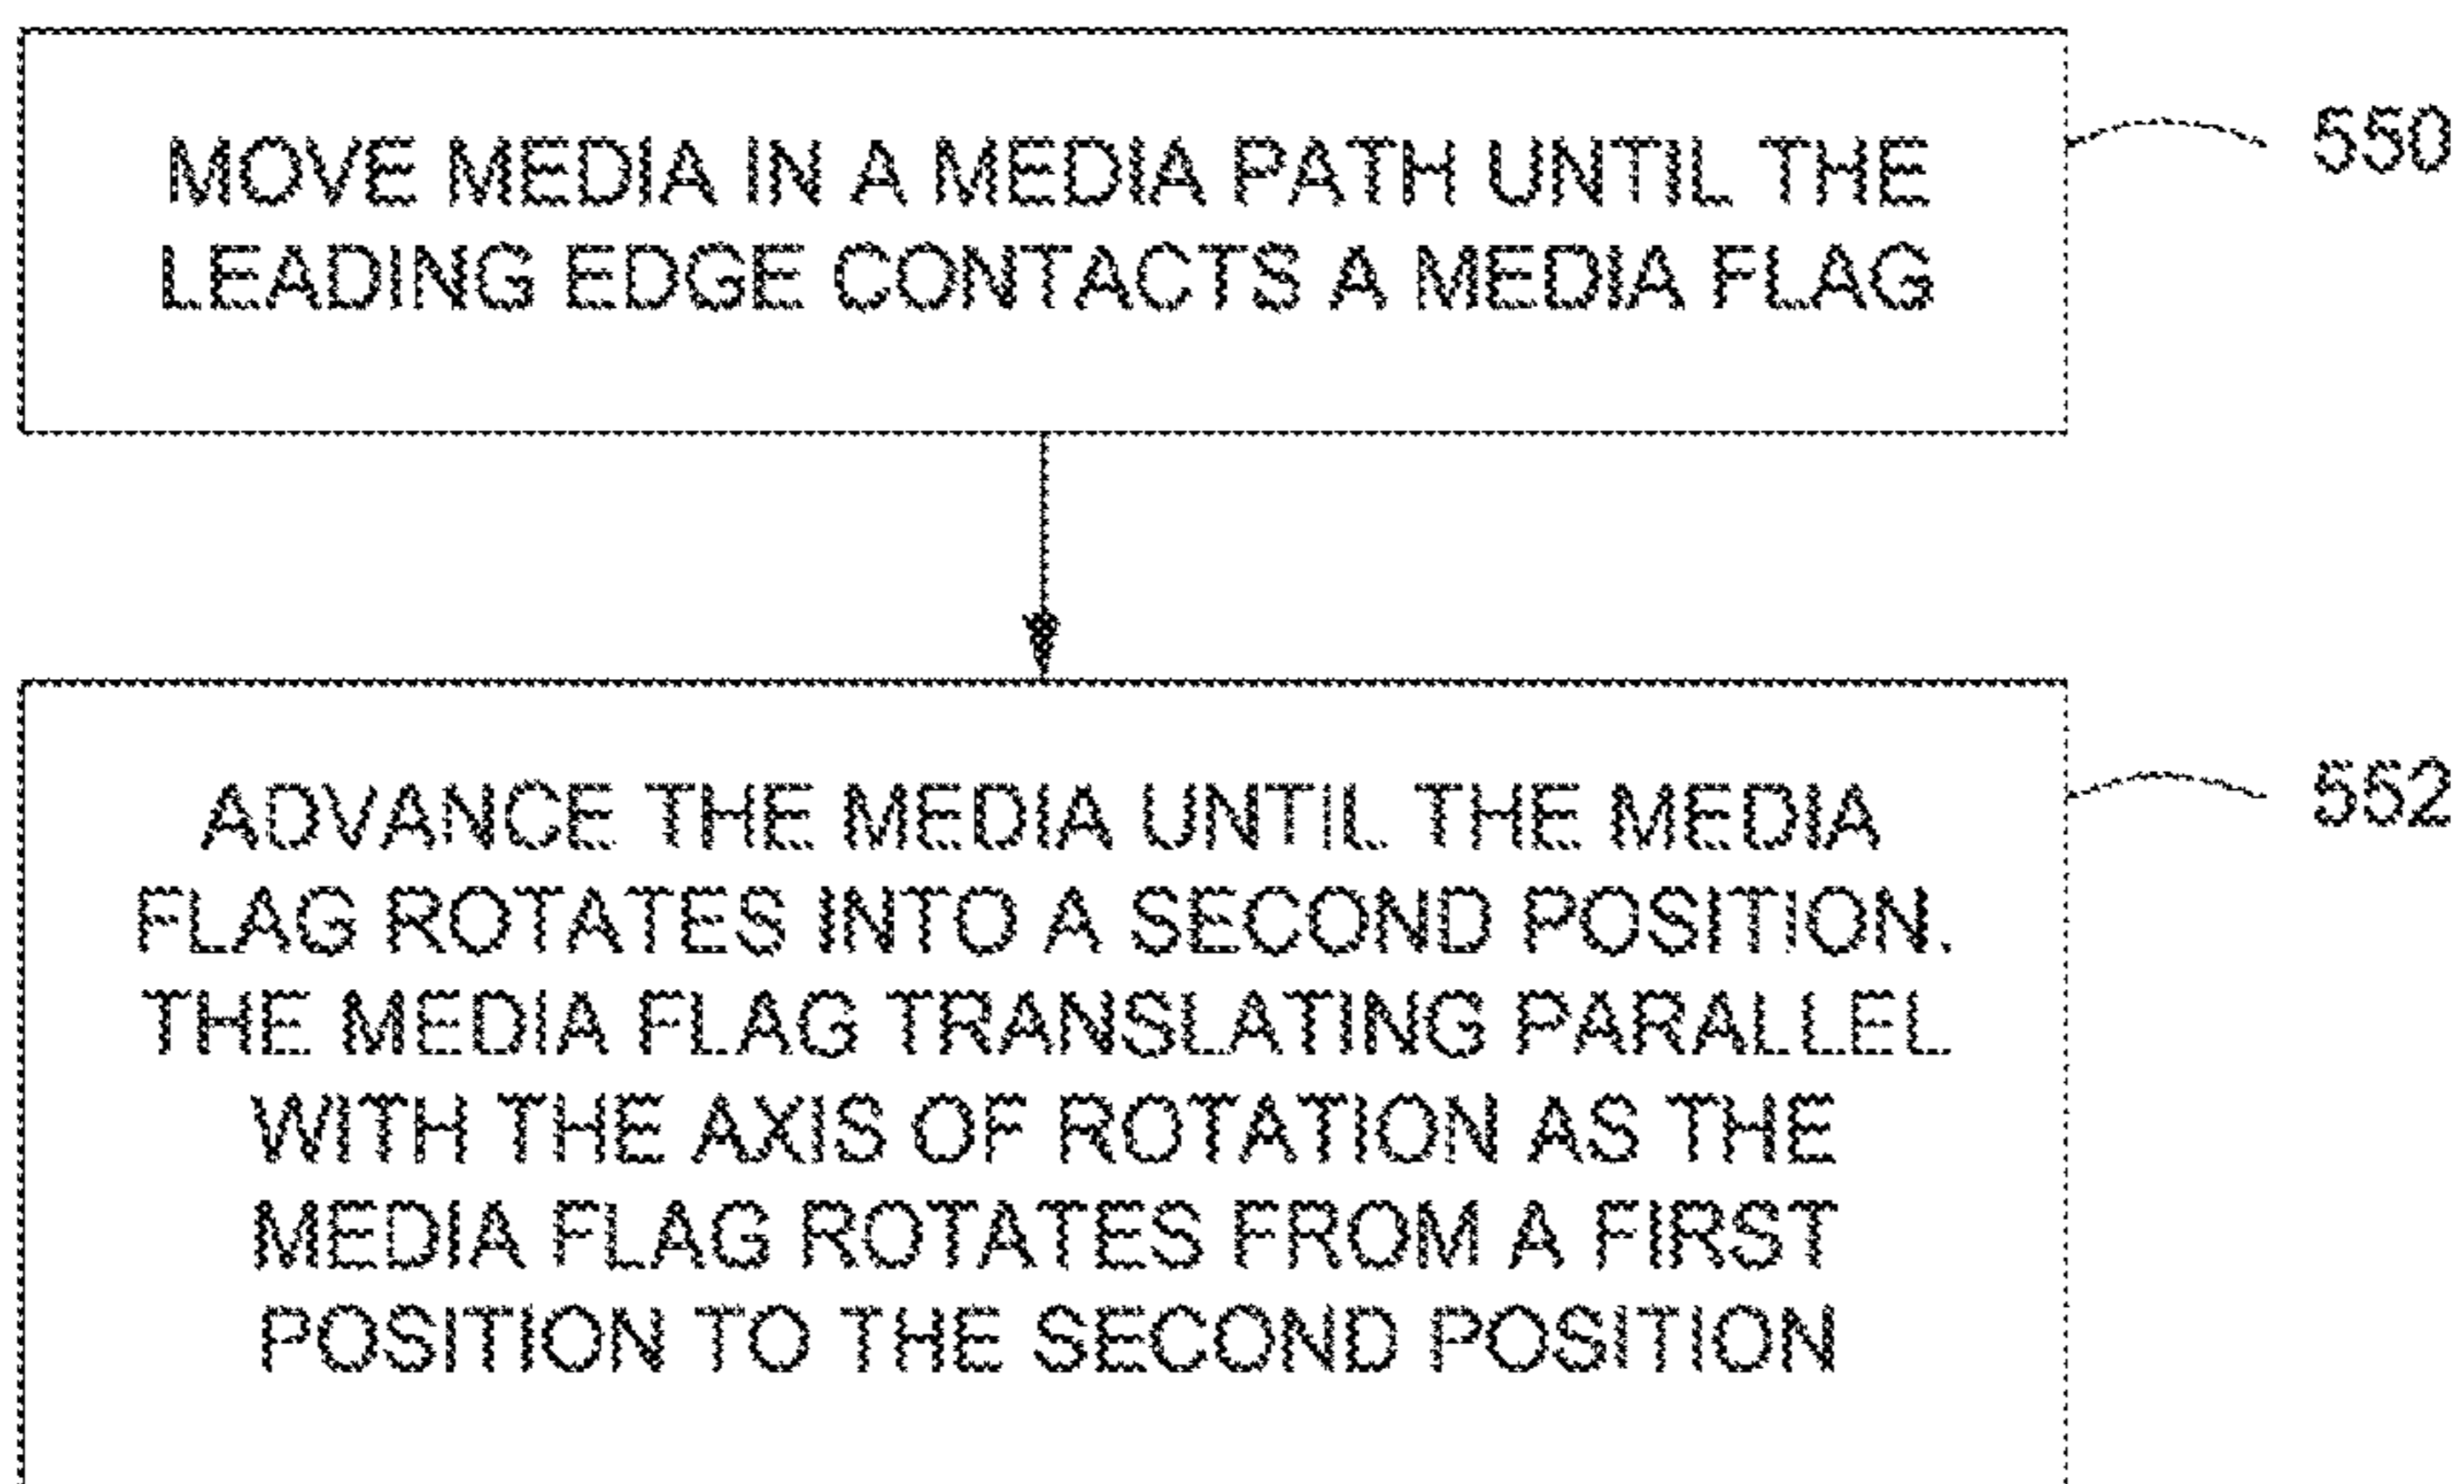 MOVE MEDIA IN A MEDIA PATH UNTIL THE
LEADING EDGE CONTACTS A MEDIA FLAG
550
ADVANCE THE MEDIA UNTIL THE MEDIA
FLAG ROTATES INTO A SECOND POSITION.
THE MEDIA FLAG TRANSLATING PARALLEL
WITH THE AXIS OF ROTATION AS THE
MEDIA FLAG ROTATES FROM A FIRST
POSITION TO THE SECOND POSITION
552